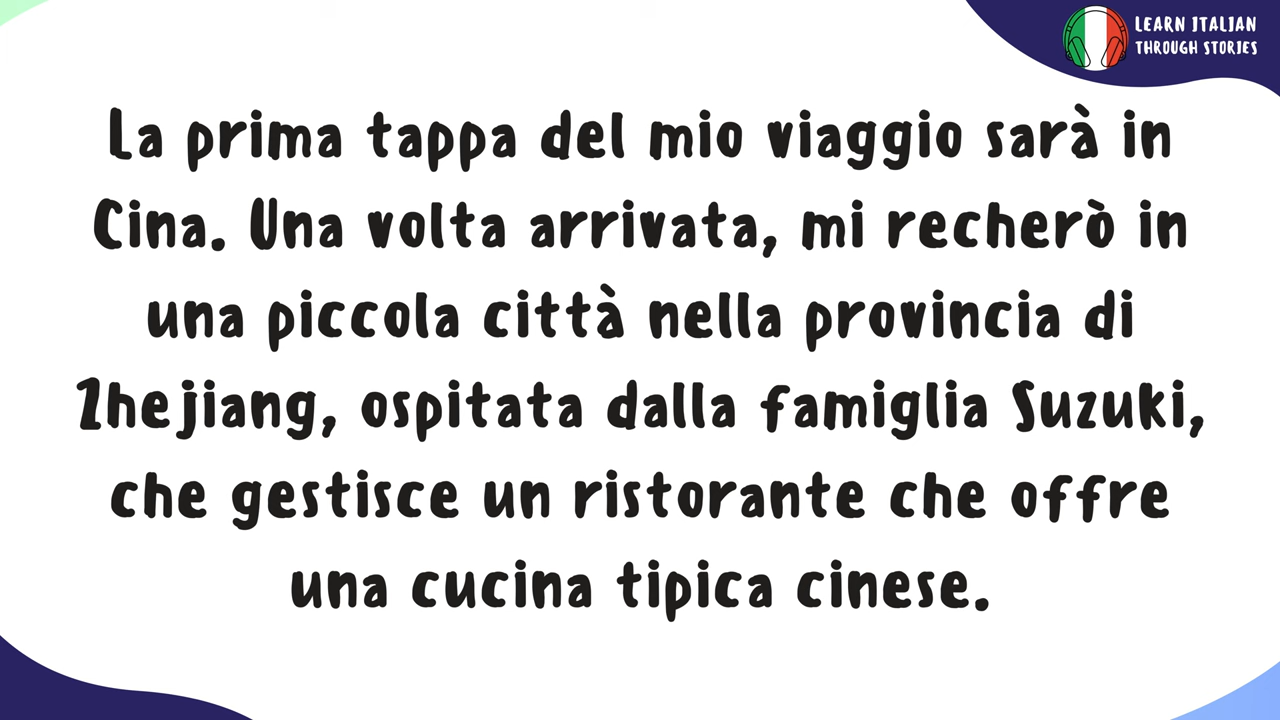 LEARN ITALIAN
THROUGH STORIES
La prima tappa del mio viaggio sarà in
Cina. Una volta arrivata, mi recherò in
una piccola città nella provincia di
Zhejiang, ospitata dalla famiglia Suzuki,
che gestisce un ristorante che offre
una cucina tipica cinese.